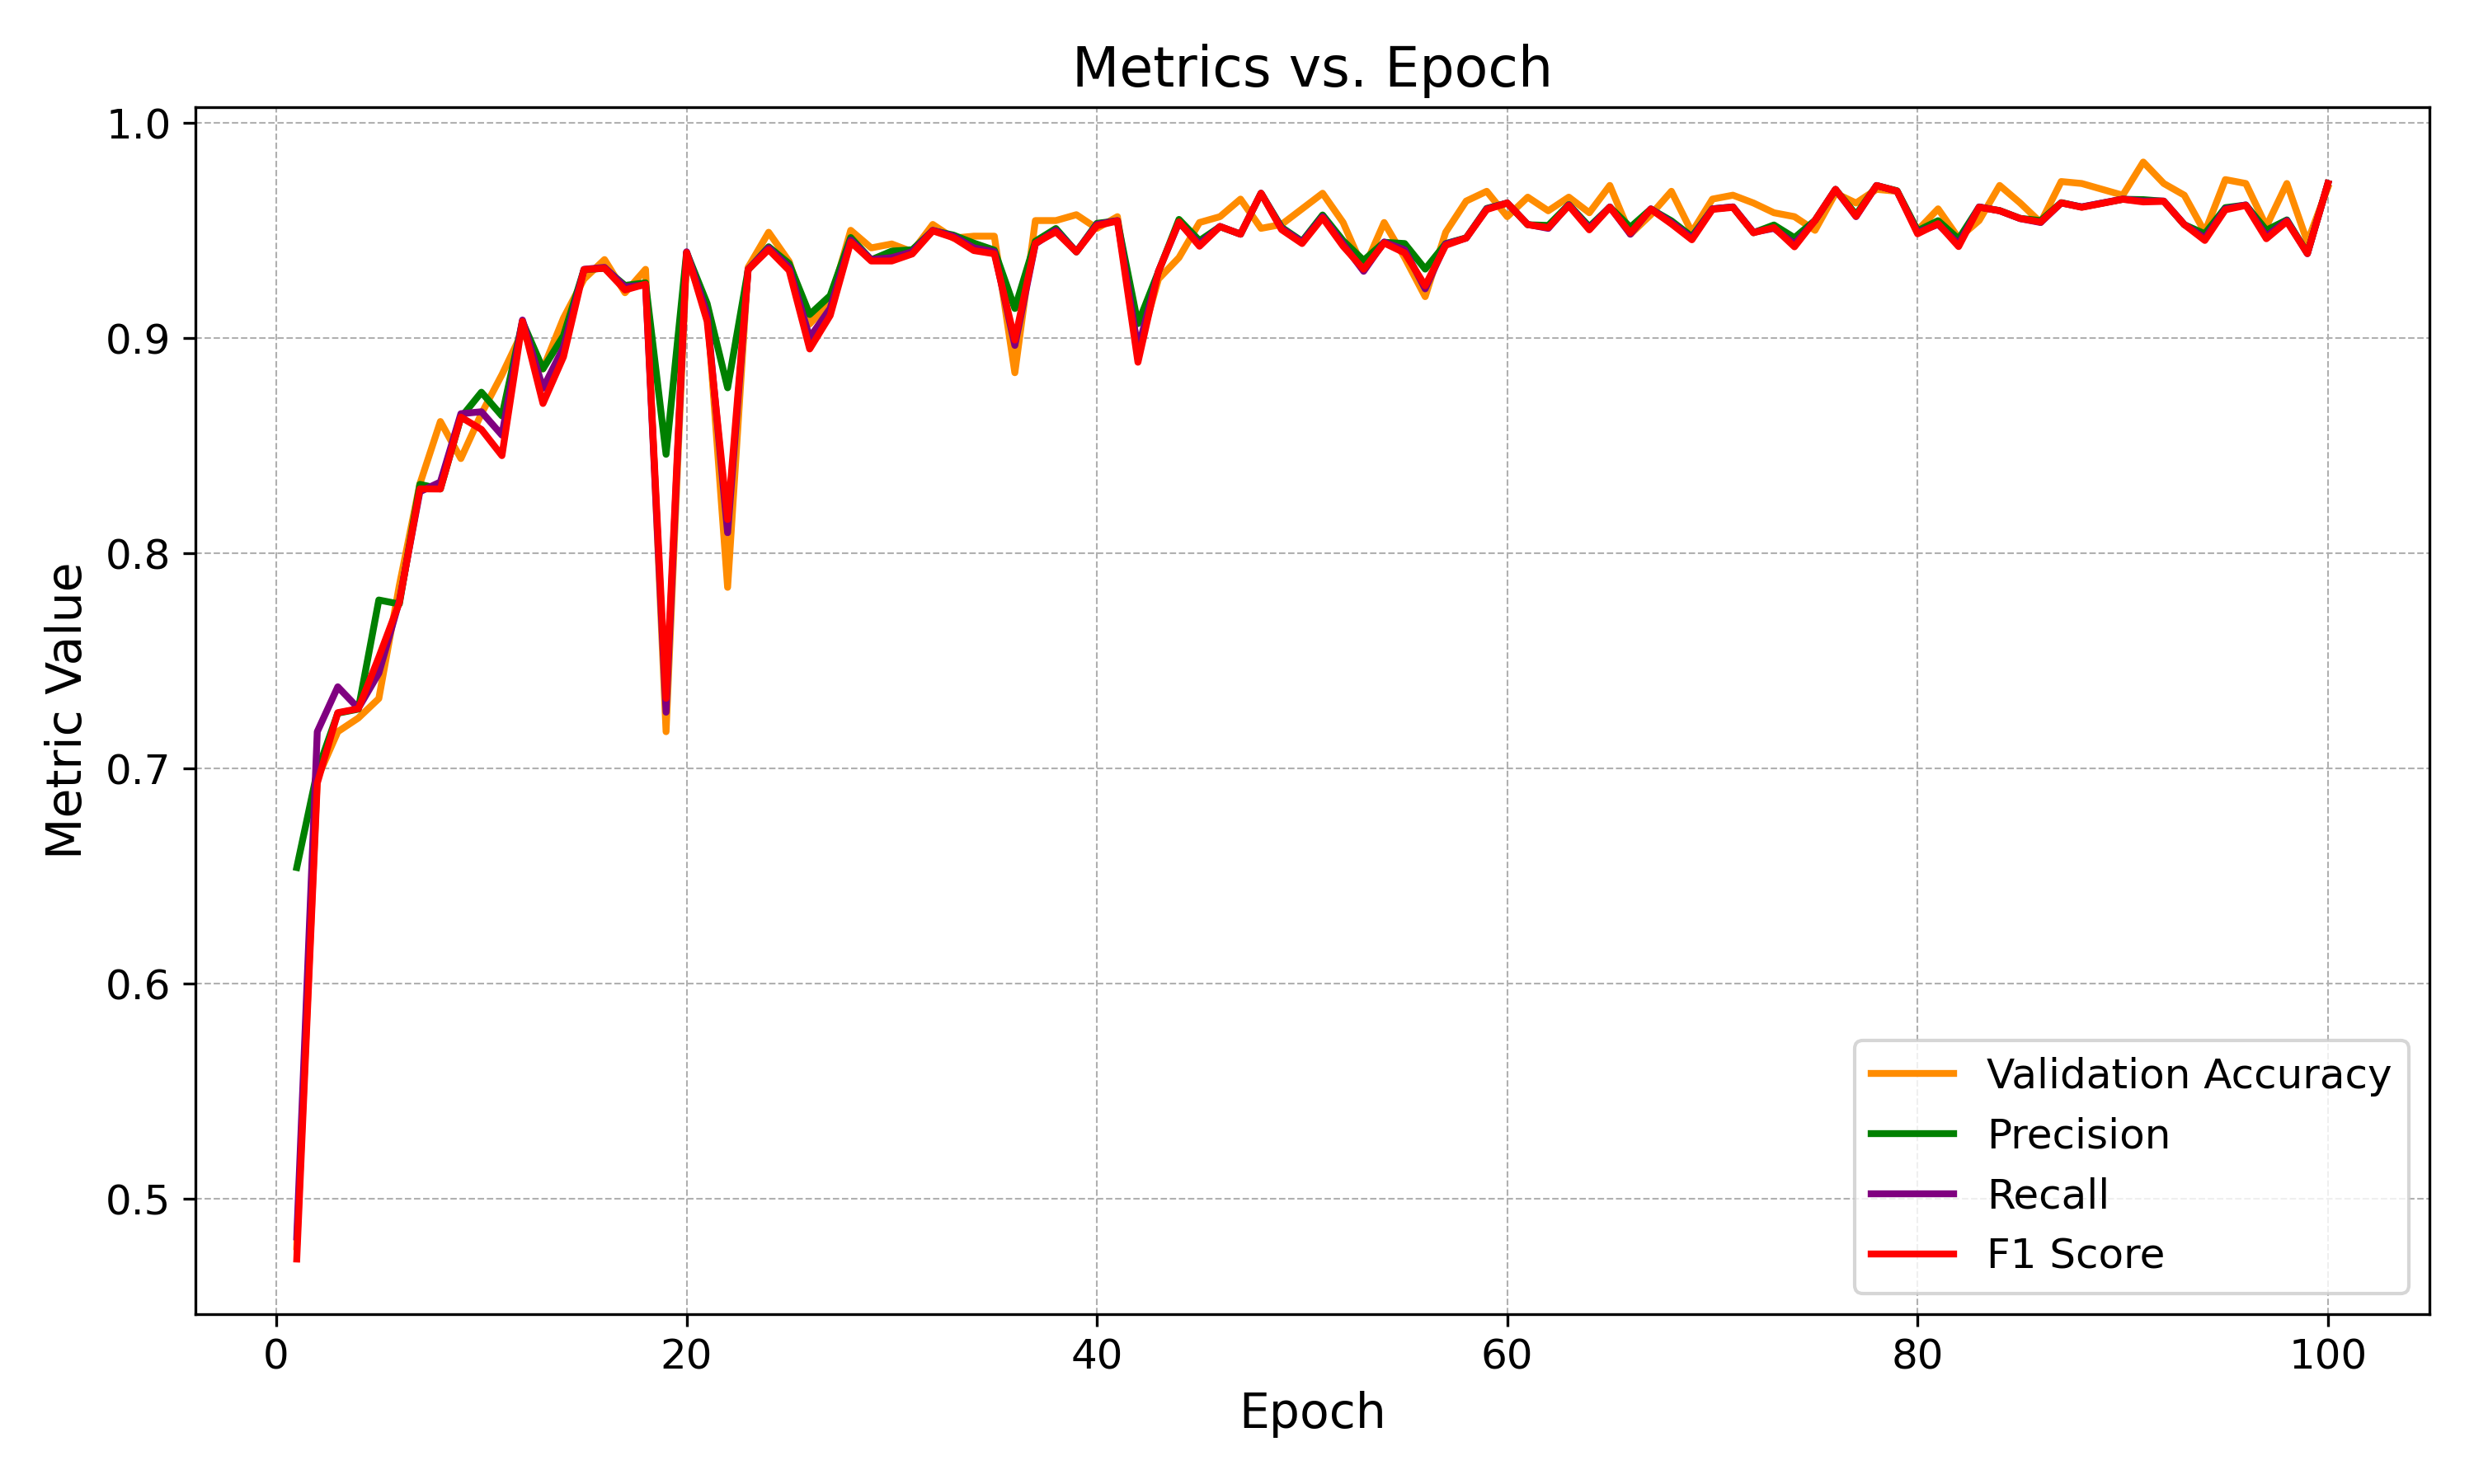 Metrics vs. Epoch
1.0
0.9
0.8
0.7
0.6
0.5
Metric Value
Validation Accuracy
Precision
Recall
F1 Score
0 20 40 60 80 100
Epoch